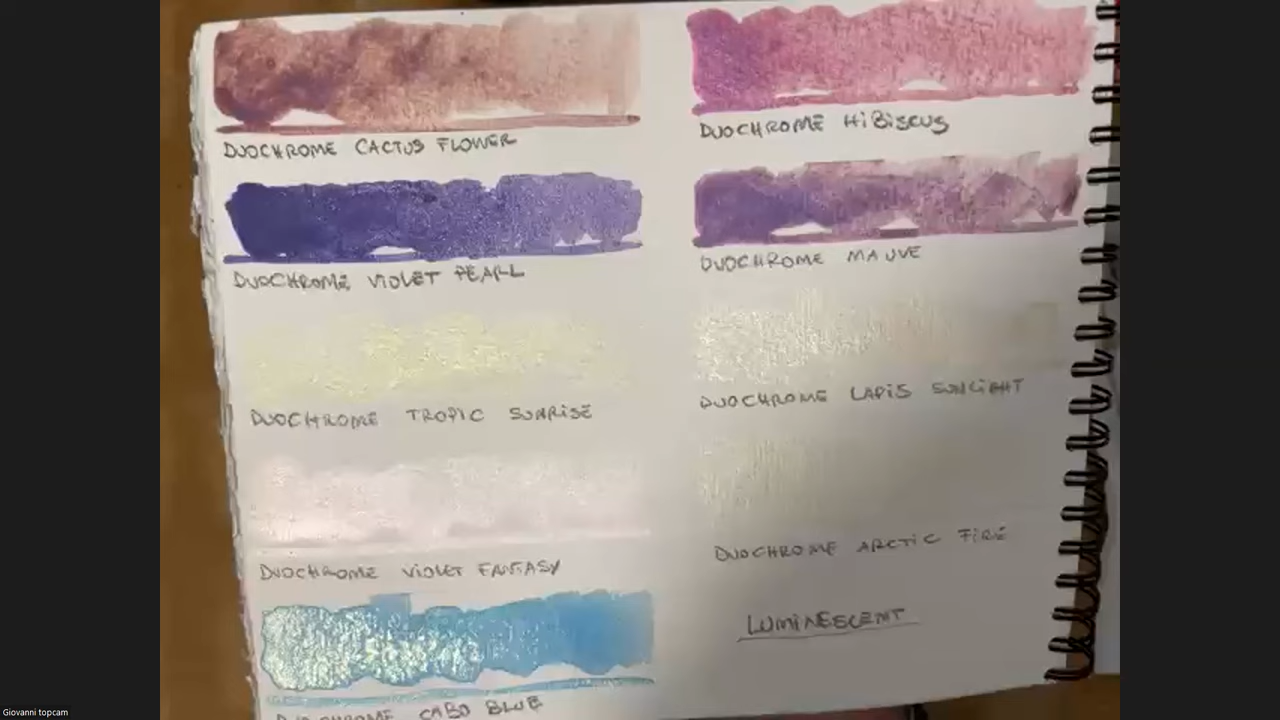 DUOCHROME CACTUS FLOWER
DUOCHROME HiBiSCUS
DUOCHROME VIOLET PEARL
DUOCHROME MAUVE
DUOCHROME TROPIC SUNRISE
DUOCHROME LAPIS SUNLIGHT
DUOCHROME VIOLET FANTASY
DUOCHROME ARCTIC FIRE
LUMINESCENT
DUOCHROME CABO BLUE
Giovanni topcam